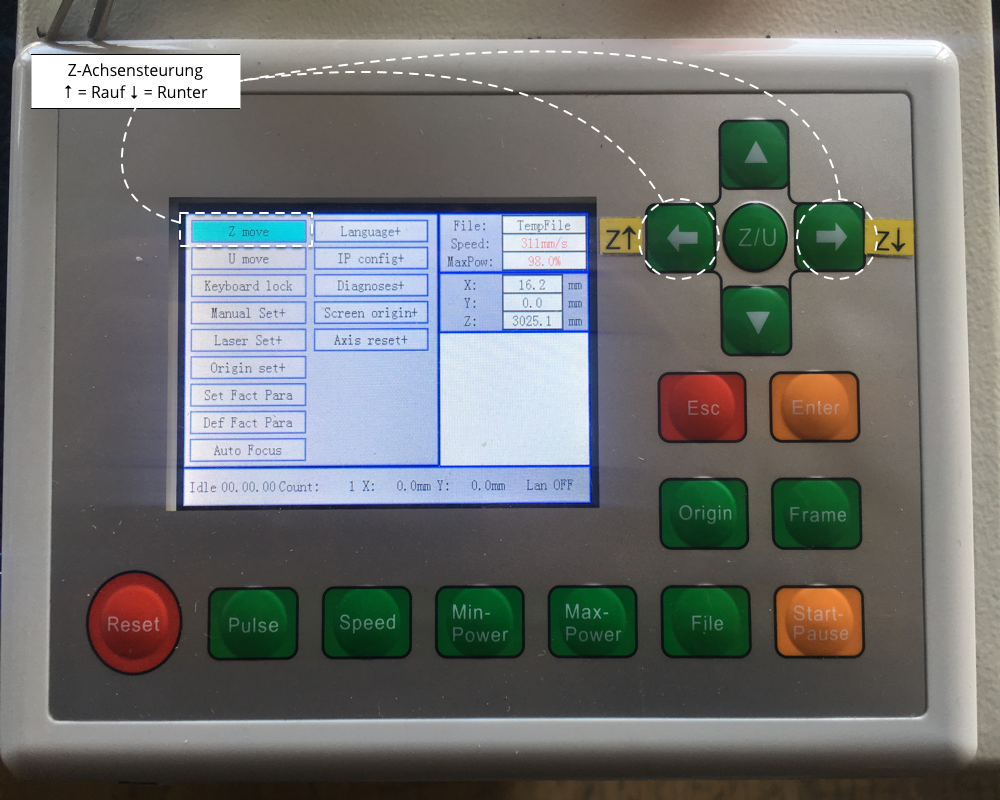 Z-Achsensteurung
↑ = Rauf ↓ = Runter
Z move
Language+
U move
IP config+
Keyboard lock
Diagnoses+
Manual Set+
Screen origin+
Laser Set+
Axis reset+
Origin set+
Set Fact Para
Def Fact Para
Auto Focus
File: TempFile
Speed: 311mm/s
MaxPow: 98.0%
X: 16.2 mm
Y: 0.0 mm
Z: 3025.1 mm
Idle 00.00.00 Count: 1 X: 0.0mm Y: 0.0mm Lan OFF
▲
Z↑ ← Z/U → Z↓
▼
Esc
Enter
Origin
Frame
Reset
Pulse
Speed
Min-
Power
Max-
Power
File
Start-
Pause